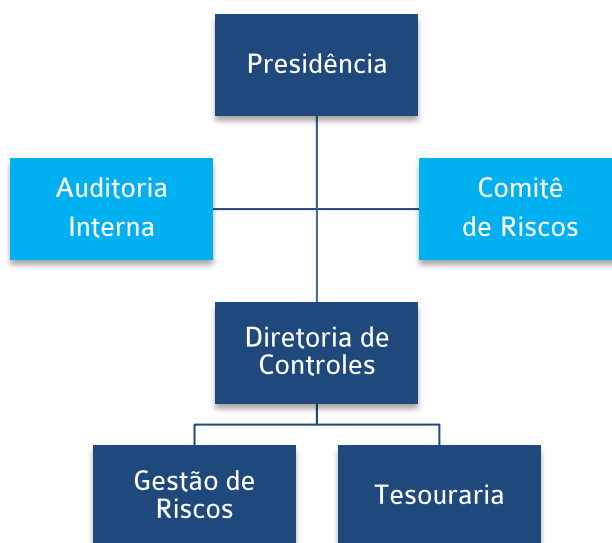 Presidência
Auditoria
Interna
Comitê
de Riscos
Diretoria de
Controles
Gestão de
Riscos
Tesouraria